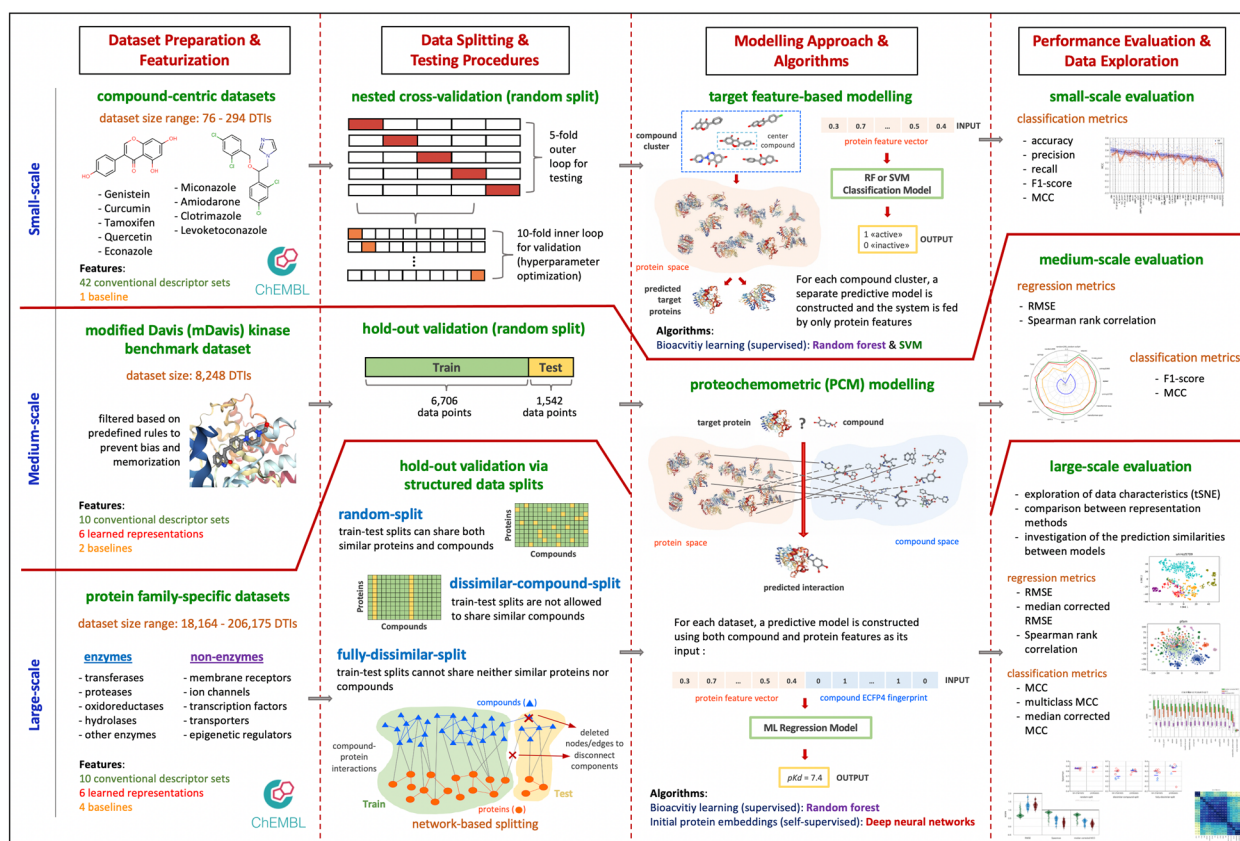 Dataset Preparation &
Featurization
Data Splitting &
Testing Procedures
Modelling Approach &
Algorithms
Performance Evaluation &
Data Exploration
Small-scale
compound-centric datasets
dataset size range: 76 - 294 DTIs
- Genistein
- Curcumin
- Tamoxifen
- Quercetin
- Econazole
- Miconazole
- Amiodarone
- Clotrimazole
- Levoketoconazole
Features:
42 conventional descriptor sets
1 baseline
ChEMBL
nested cross-validation (random split)
5-fold
outer
loop for
testing
10-fold inner loop
for validation
(hyperparameter
optimization)
target feature-based modelling
compound
cluster
center
compound
0.3 0.7 ... 0.5 0.4 INPUT
protein feature vector
RF or SVM
Classification Model
1 «active»
0 «inactive»
OUTPUT
protein space
predicted
target
proteins
For each compound cluster, a
separate predictive model is
constructed and the system is fed
by only protein features
Algorithms:
Bioacvitiy learning (supervised): Random forest & SVM
small-scale evaluation
classification metrics
- accuracy
- precision
- recall
- F1-score
- MCC
Medium-scale
modified Davis (mDavis) kinase
benchmark dataset
dataset size: 8,248 DTIs
filtered based on
predefined rules to
prevent bias and
memorization
Features:
10 conventional descriptor sets
6 learned representations
2 baselines
hold-out validation (random split)
Train Test
6,706
data points
1,542
data points
medium-scale evaluation
regression metrics
- RMSE
- Spearman rank correlation
classification metrics
- F1-score
- MCC
proteochemometric (PCM) modelling
target protein ? compound
protein space
compound space
predicted interaction
For each dataset, a predictive model is constructed
using both compound and protein features as its
input :
0.3 0.7 ... 0.5 0.4 0 1 ... 1 0 INPUT
protein feature vector
compound ECFP4 fingerprint
ML Regression Model
pKd = 7.4 OUTPUT
Algorithms:
Bioacvitiy learning (supervised): Random forest
Initial protein embeddings (self-supervised): Deep neural networks
Large-scale
protein family-specific datasets
dataset size range: 18,164 - 206,175 DTIs
enzymes
- transferases
- proteases
- oxidoreductases
- hydrolases
- other enzymes
non-enzymes
- membrane receptors
- ion channels
- transcription factors
- transporters
- epigenetic regulators
Features:
10 conventional descriptor sets
6 learned representations
4 baselines
ChEMBL
hold-out validation via
structured data splits
random-split
train-test splits can share both
similar proteins and compounds
Proteins
Compounds
Proteins
Compounds
dissimilar-compound-split
train-test splits are not allowed
to share similar compounds
fully-dissimilar-split
train-test splits cannot share neither similar proteins nor
compounds
compounds (▲)
compound-
protein
interactions
deleted
nodes/edges to
disconnect
components
Train
Test
proteins (●)
network-based splitting
large-scale evaluation
- exploration of data characteristics (tSNE)
- comparison between representation
methods
- investigation of the prediction similarities
between models
regression metrics
- RMSE
- median corrected
RMSE
- Spearman
rank
correlation
classification metrics
- MCC
- multiclass MCC
- median corrected
MCC